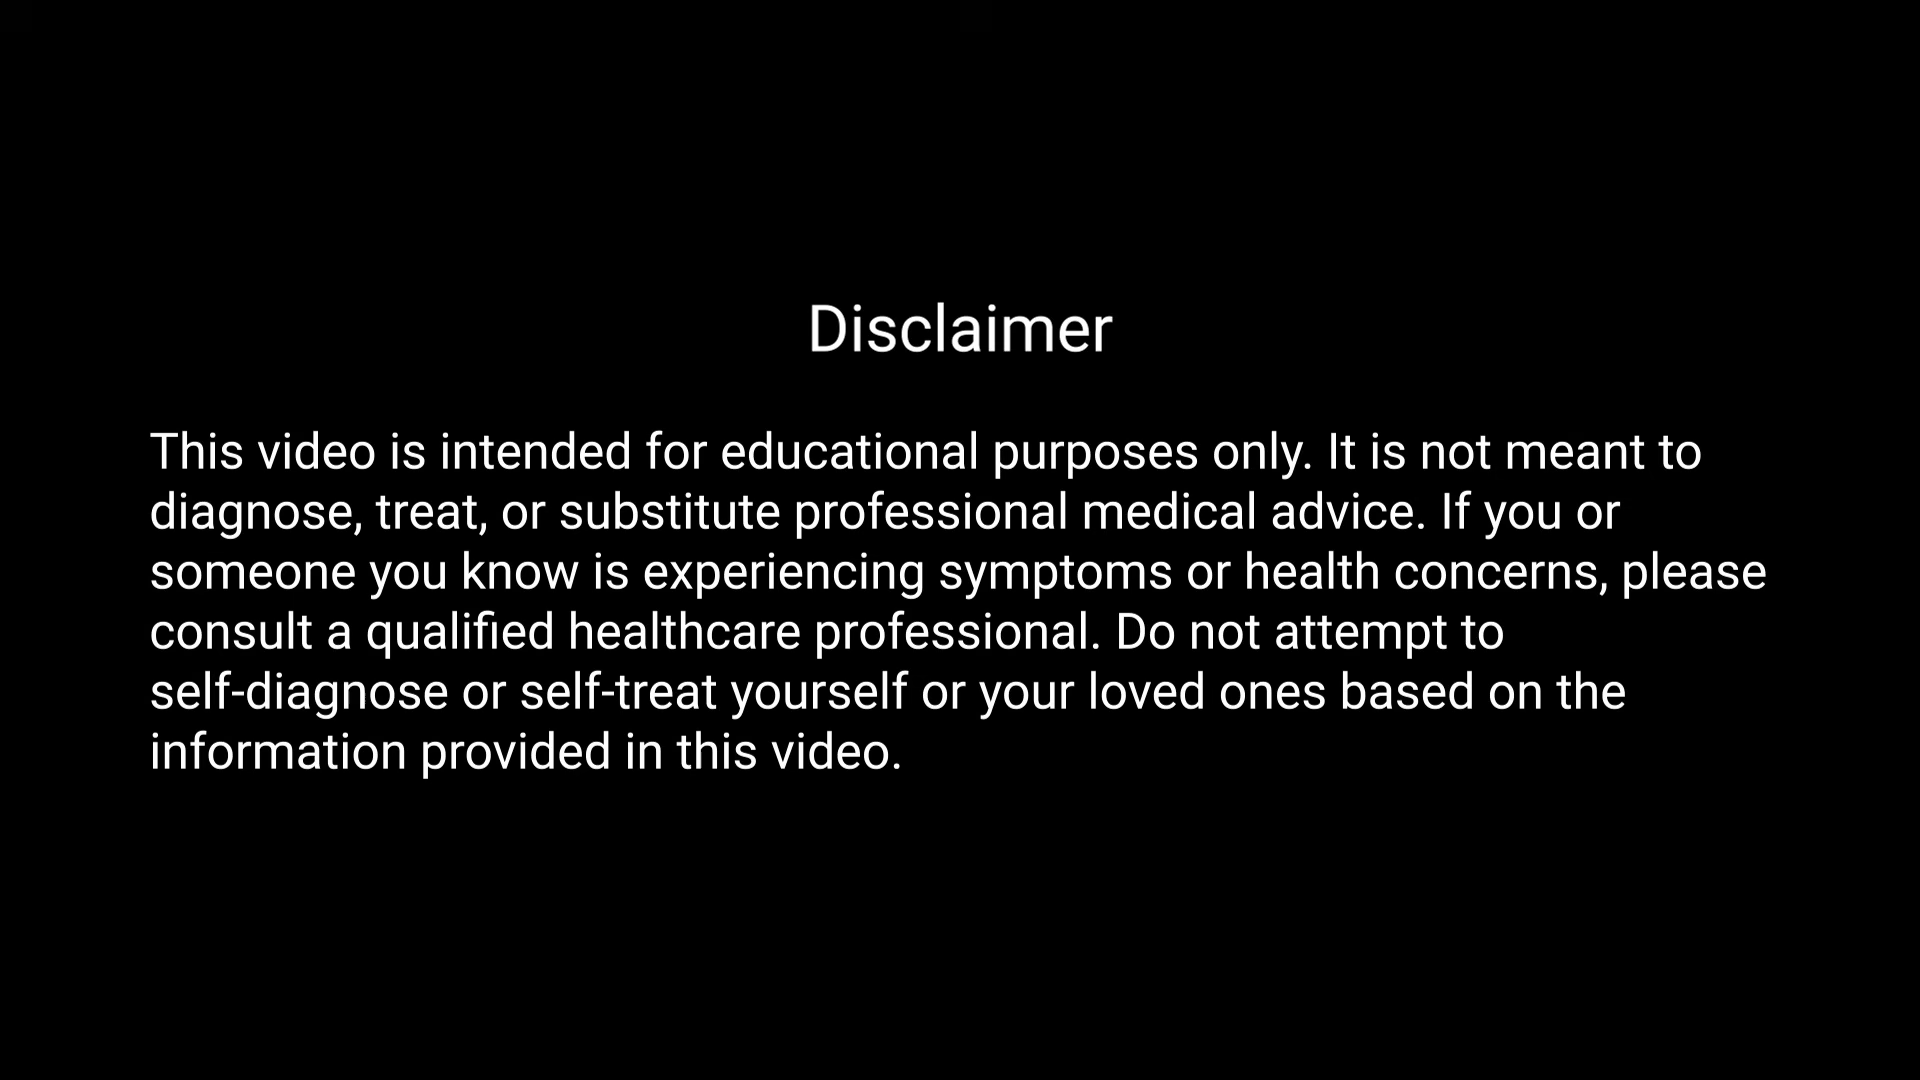 Disclaimer
This video is intended for educational purposes only. It is not meant to
diagnose, treat, or substitute professional medical advice. If you or
someone you know is experiencing symptoms or health concerns, please
consult a qualified healthcare professional. Do not attempt to
self-diagnose or self-treat yourself or your loved ones based on the
information provided in this video.